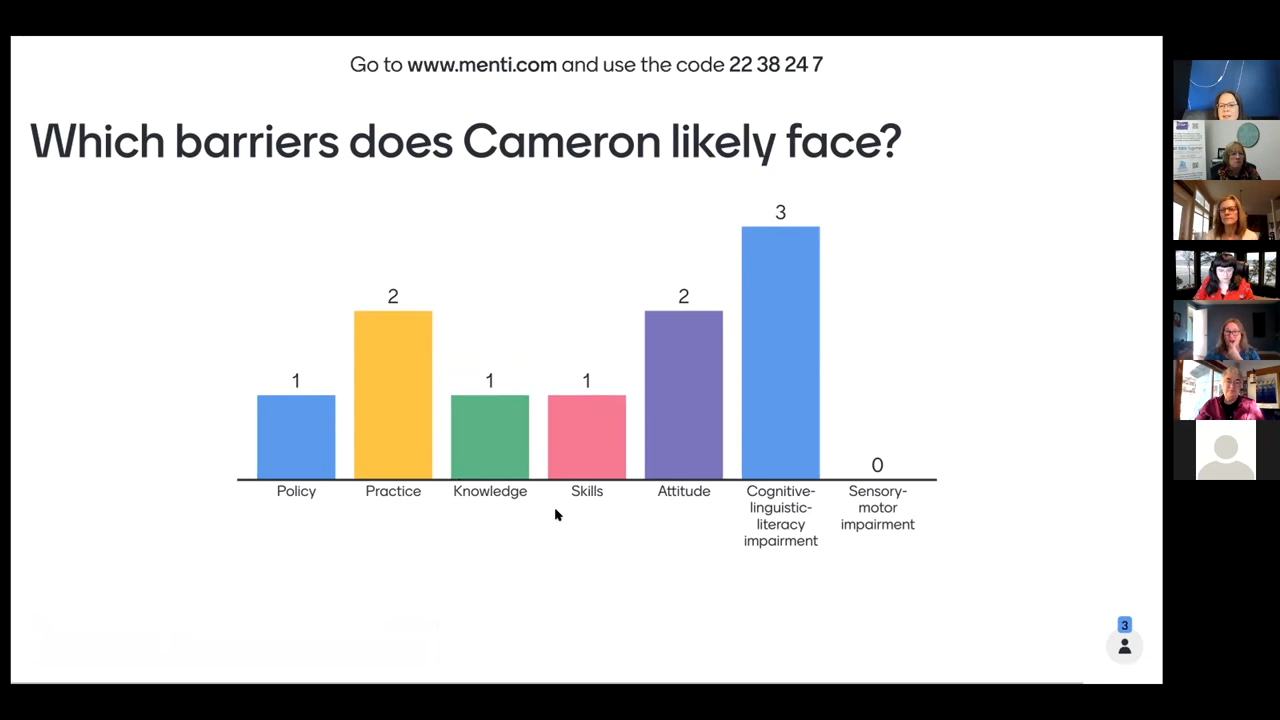 Go to www.menti.com and use the code 22 38 24 7
Which barriers does Cameron likely face?
1
2
1
1
2
3
0
Policy
Practice
Knowledge
Skills
Attitude
Cognitive-
linguistic-
literacy
impairment
Sensory-
motor
impairment
3